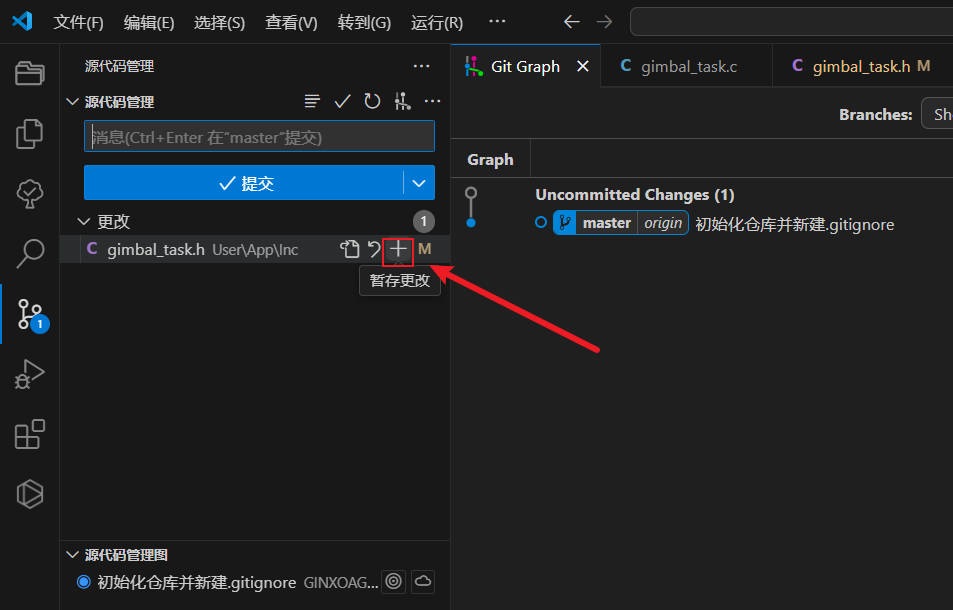 文件(F) 编辑(E) 选择(S) 查看(V) 转到(G) 运行(R) ···
源代码管理
Git Graph
C gimbal_task.c
C gimbal_task.h M
源代码管理
消息(Ctrl+Enter 在"master"提交)
Branches: Sh
提交
Graph
更改 1
Uncommitted Changes (1)
C gimbal_task.h User\App\Inc M
master origin 初始化仓库并新建.gitignore
暂存更改
1
源代码管理图
初始化仓库并新建.gitignore GINXOAG...